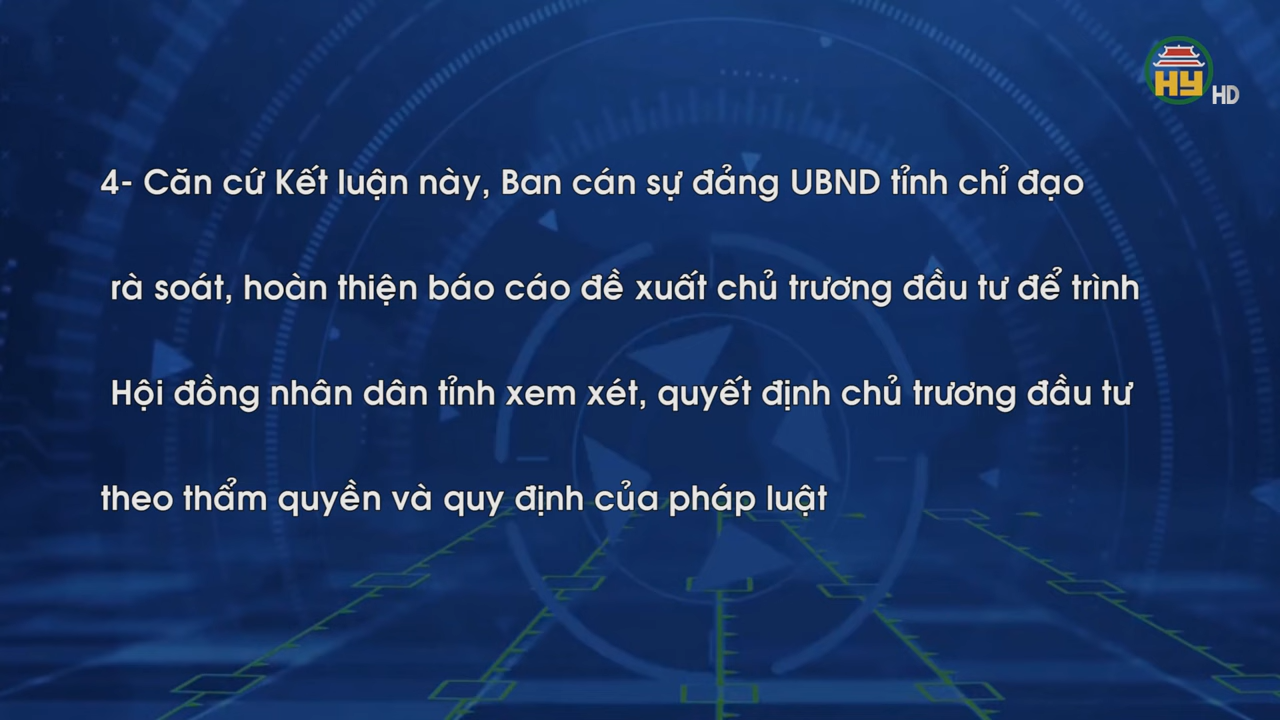 HY HD
4- Căn cứ Kết luận này, Ban cán sự đảng UBND tỉnh chỉ đạo
rà soát, hoàn thiện báo cáo đề xuất chủ trương đầu tư để trình
Hội đồng nhân dân tỉnh xem xét, quyết định chủ trương đầu tư
theo thẩm quyền và quy định của pháp luật